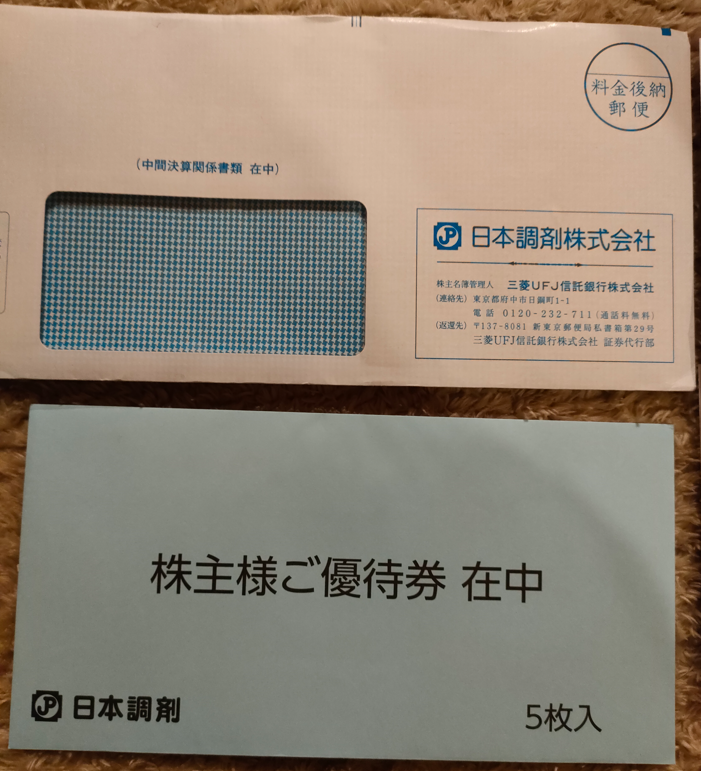 料金後納
郵便
(中間決算関係書類 在中)
JP 日本調剤株式会社
株主名簿管理人 三菱UFJ信託銀行株式会社
(連絡先) 東京都府中市日鋼町1-1
電話 0120-232-711(通話料無料)
(返還先) 〒137-8081 新東京郵便局私書箱第29号
三菱UFJ信託銀行株式会社 証券代行部
株主様ご優待券 在中
JP 日本調剤
5枚入